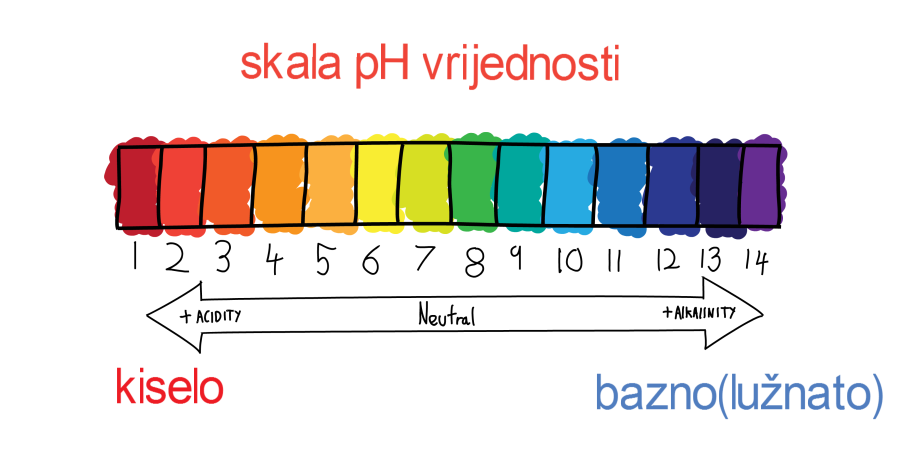 skala pH vrijednosti
1 2 3 4 5 6 7 8 9 10 11 12 13 14
+ ACIDITY Neutral + AlKAlINITY
kiselo bazno(lužnato)